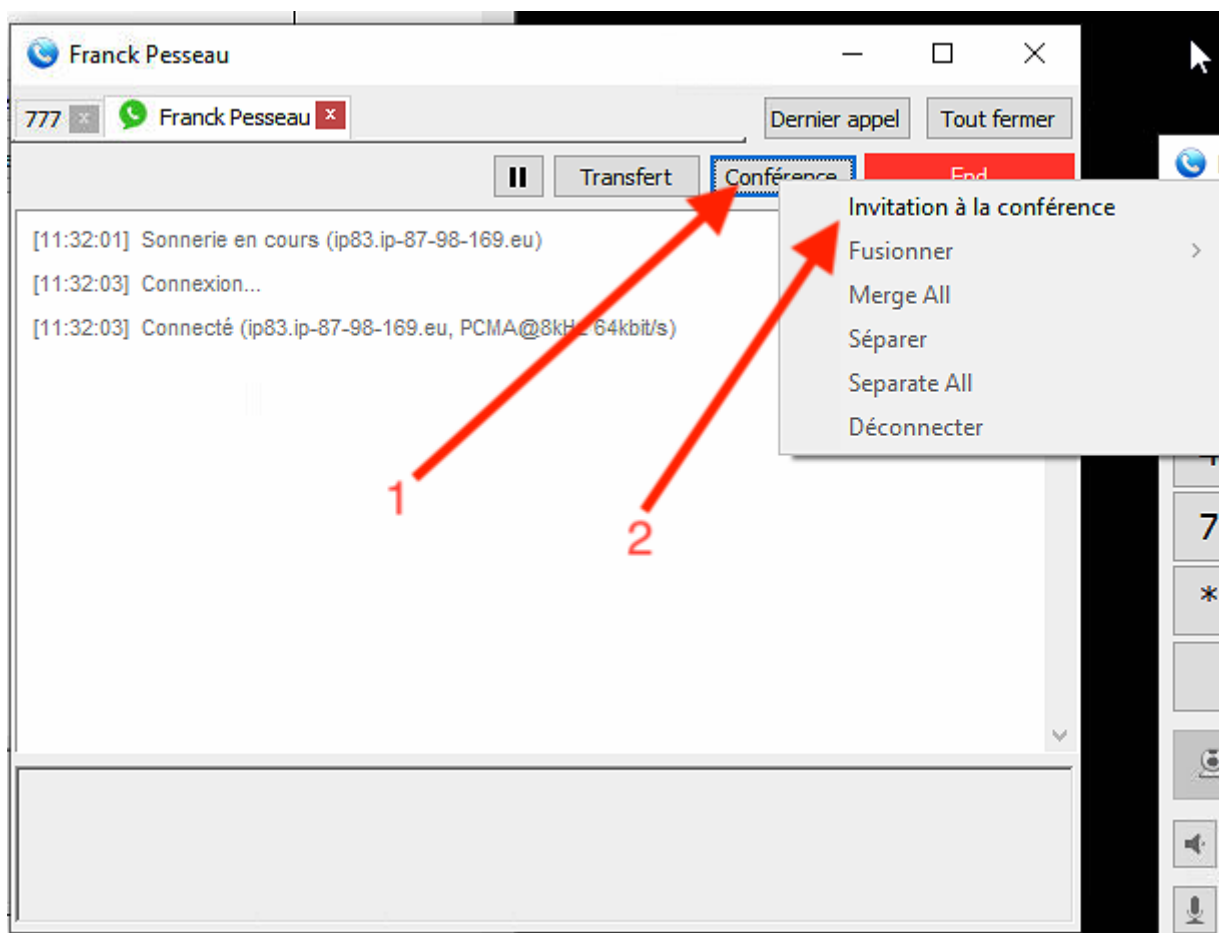 Franck Pesseau
777 x Franck Pesseau x
Dernier appel
Tout fermer
Transfert
Conférence
End
Invitation à la conférence
Fusionner
Merge All
Séparer
Separate All
Déconnecter
[11:32:01] Sonnerie en cours (ip83.ip-87-98-169.eu)
[11:32:03] Connexion...
[11:32:03] Connecté (ip83.ip-87-98-169.eu, PCMA@8kHz 64kbit/s)
1
2
7
*